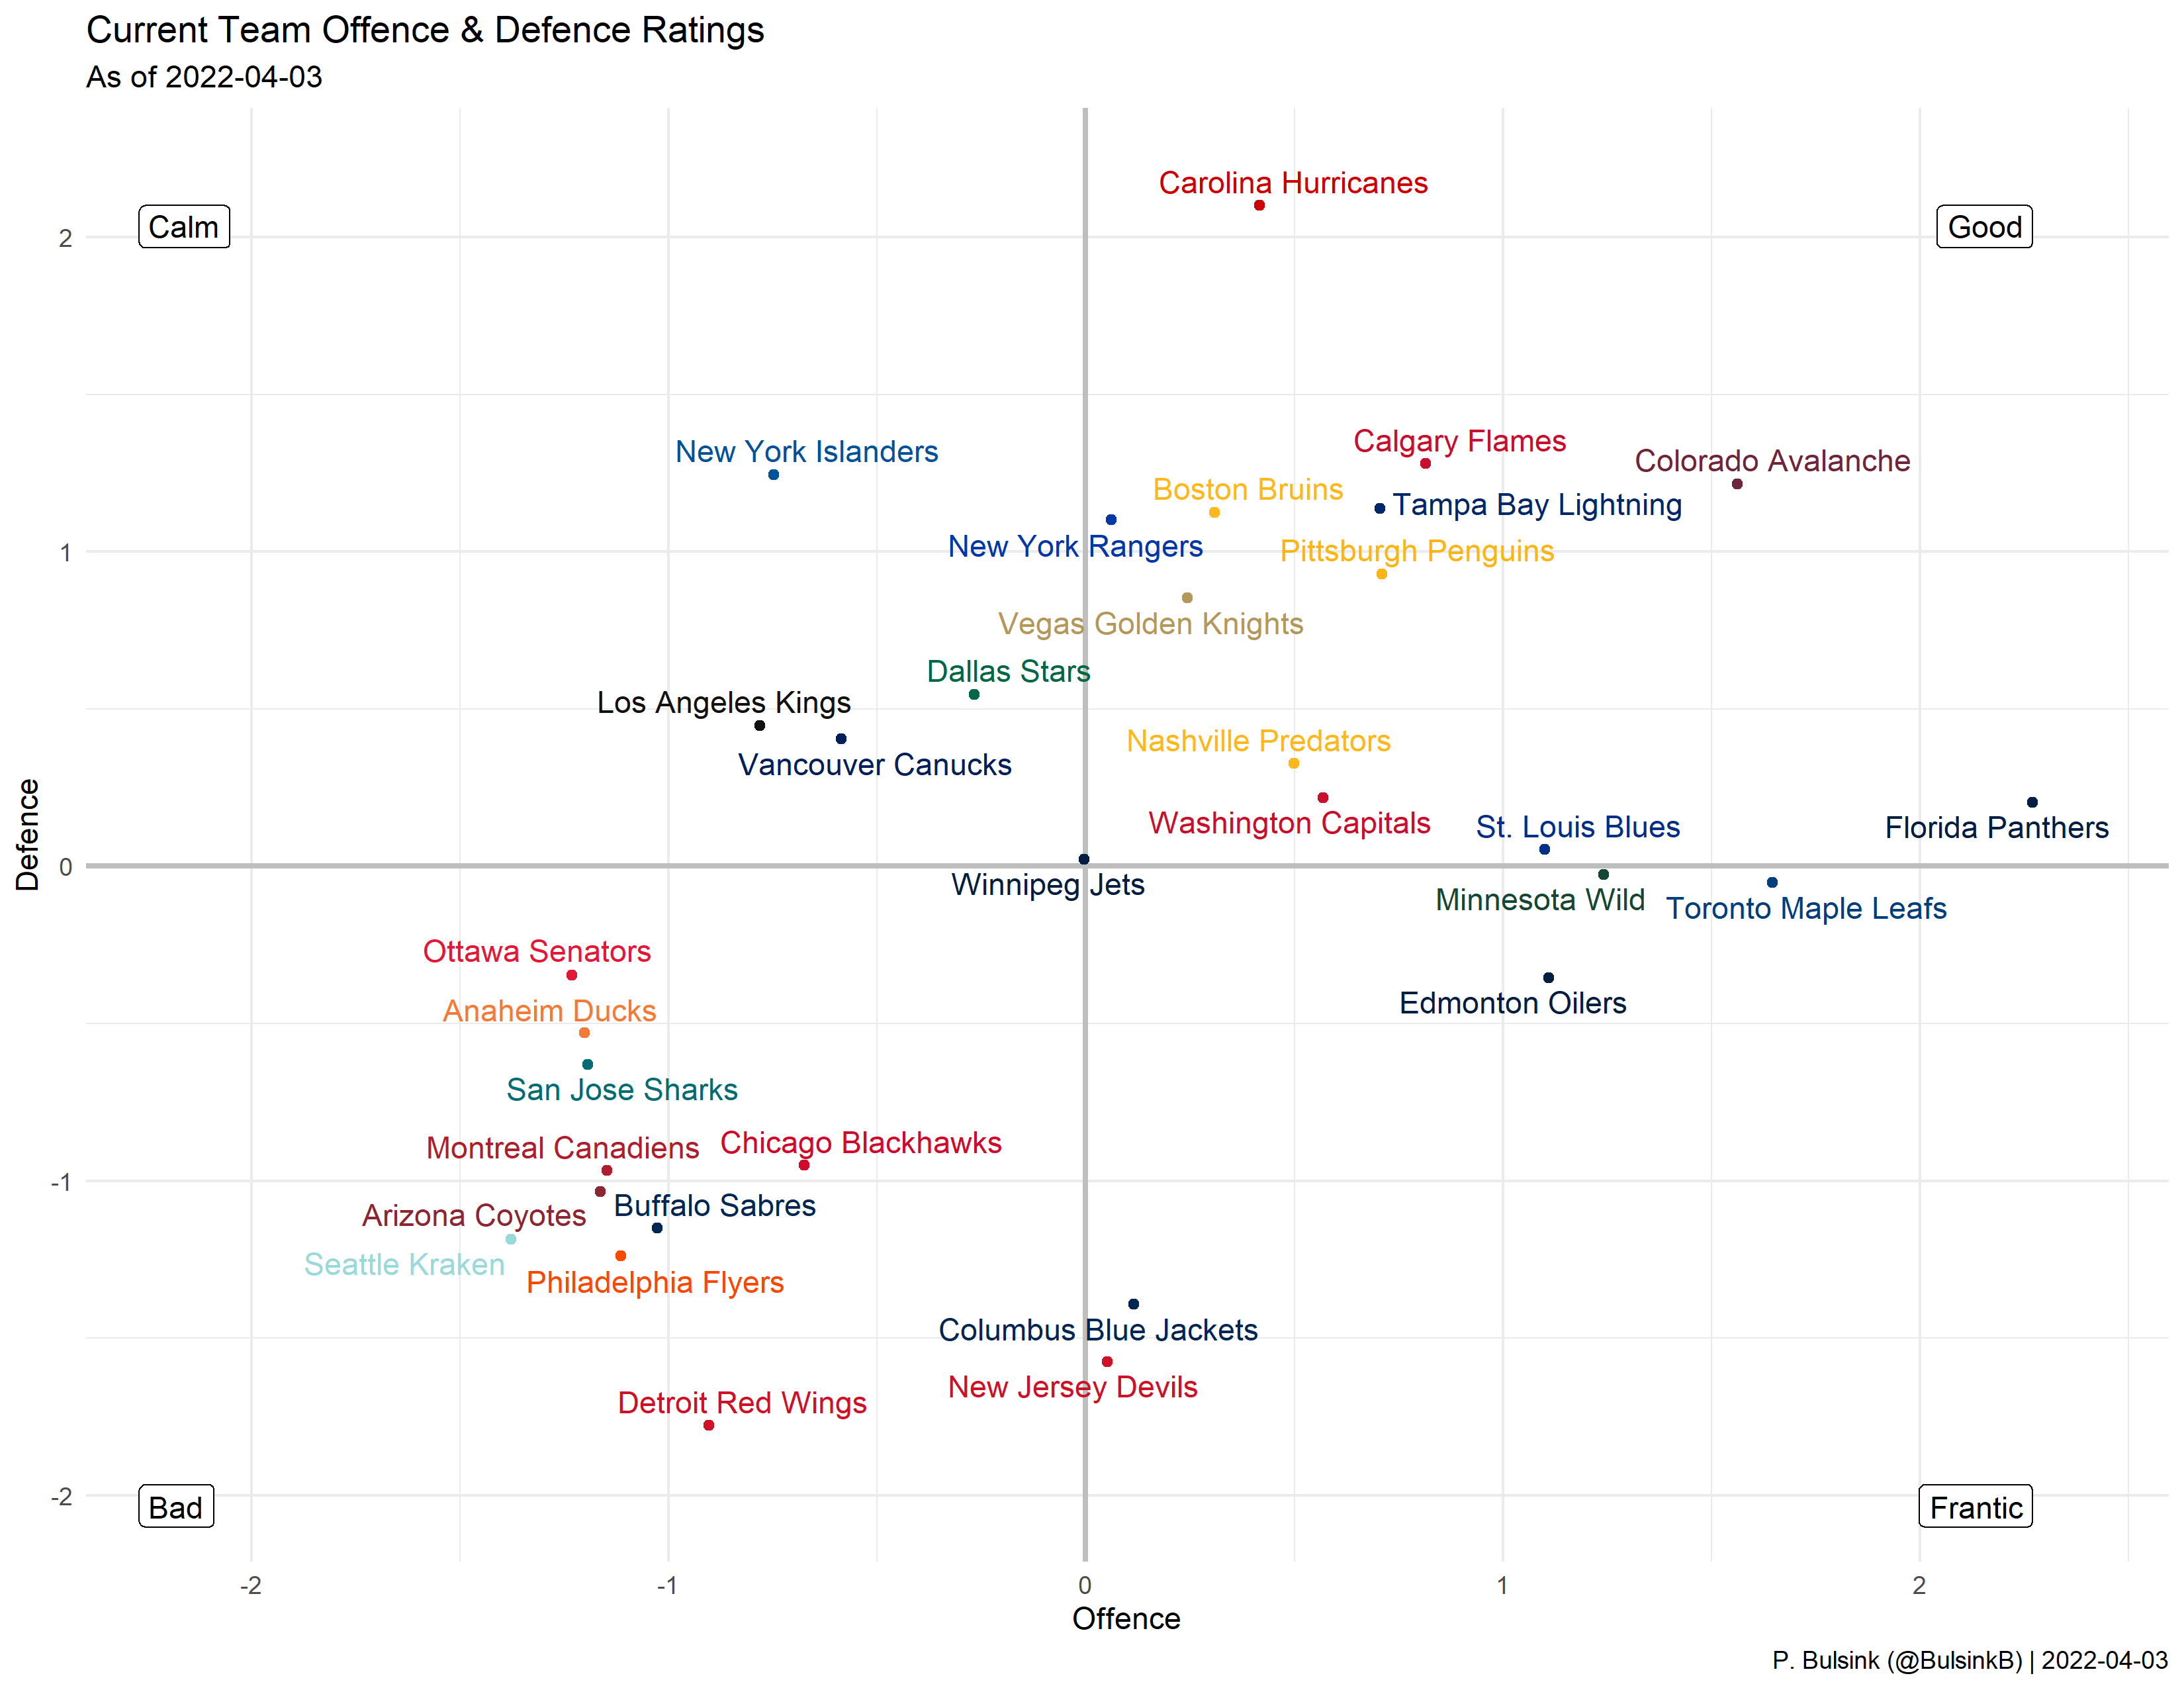 Current Team Offence & Defence Ratings
As of 2022-04-03
Carolina Hurricanes
Calm
Good
2
Calgary Flames
New York Islanders
Colorado Avalanche
Boston Bruins
Tampa Bay Lightning
New York Rangers
1
Pittsburgh Penguins
Vegas Golden Knights
Dallas Stars
Los Angeles Kings
Nashville Predators
Vancouver Canucks
Washington Capitals
St. Louis Blues
Florida Panthers
Defence
0
Winnipeg Jets
Minnesota Wild
Toronto Maple Leafs
Ottawa Senators
Edmonton Oilers
Anaheim Ducks
San Jose Sharks
Chicago Blackhawks
Montreal Canadiens
-1
Buffalo Sabres
Arizona Coyotes
Seattle Kraken
Philadelphia Flyers
Columbus Blue Jackets
New Jersey Devils
Detroit Red Wings
-2
Bad
Frantic
-2
-1
0
1
2
Offence
P. Bulsink (@BulsinkB) | 2022-04-03